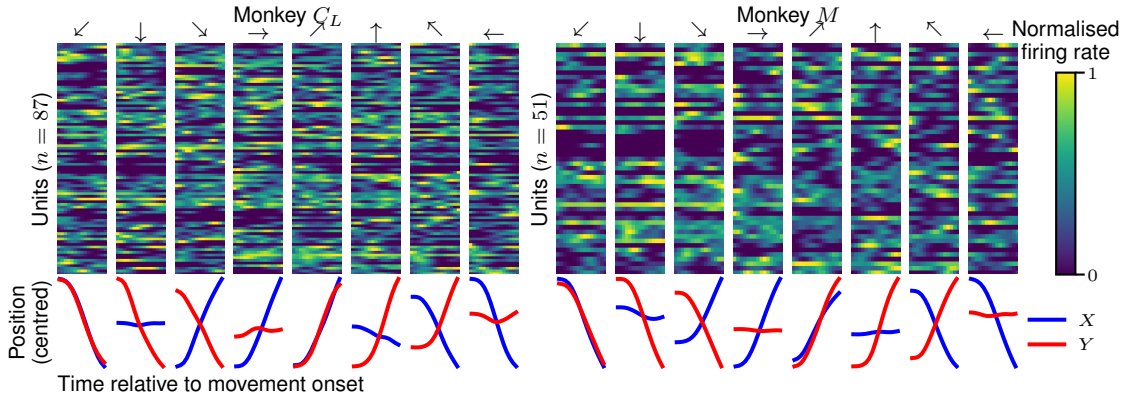 Monkey C_L
↙ ↓ ↘ → ↗ ↑ ↖ ←
Units (n = 87)
Monkey M
↙ ↓ ↘ → ↗ ↑ ↖ ←
Units (n = 51)
Normalised
firing rate
1
0
Position
(centred)
X
Y
Time relative to movement onset